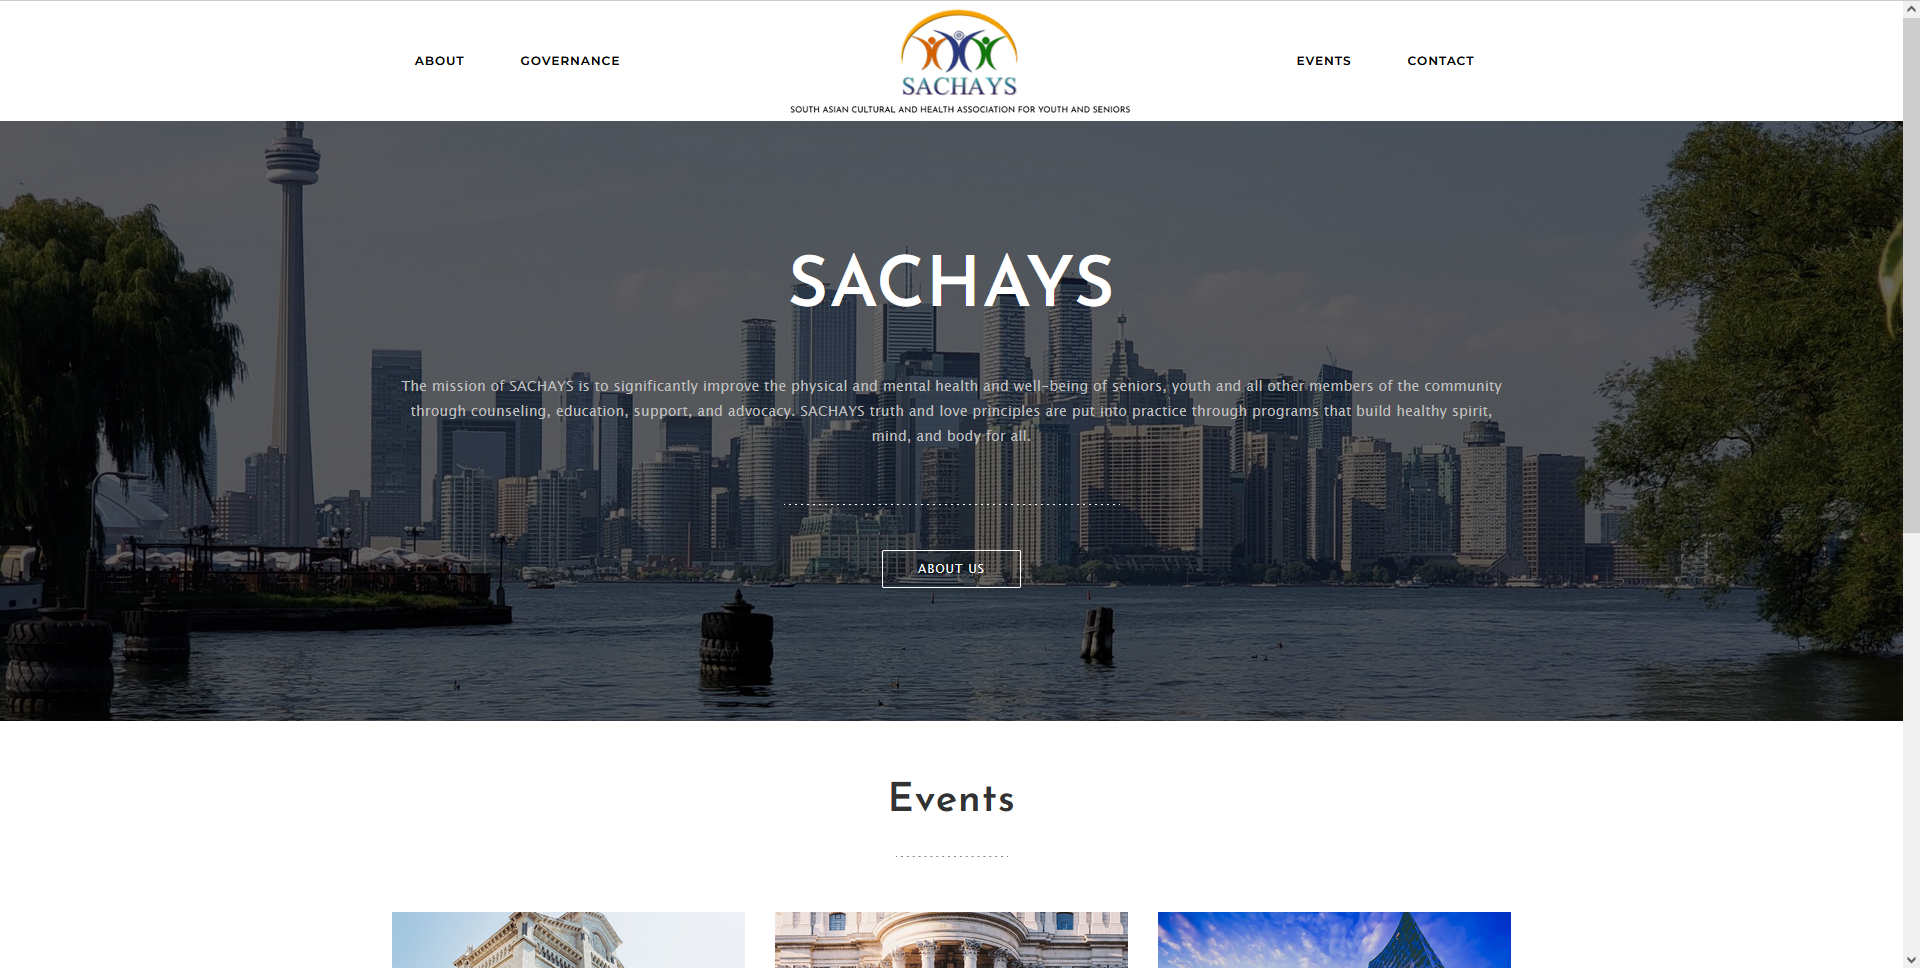 ABOUT
GOVERNANCE
SACHAYS
SOUTH ASIAN CULTURAL AND HEALTH ASSOCIATION FOR YOUTH AND SENIORS
EVENTS
CONTACT
SACHAYS
The mission of SACHAYS is to significantly improve the physical and mental health and well-being of seniors, youth and all other members of the community
through counseling, education, support, and advocacy. SACHAYS truth and love principles are put into practice through programs that build healthy spirit,
mind, and body for all.
ABOUT US
Events